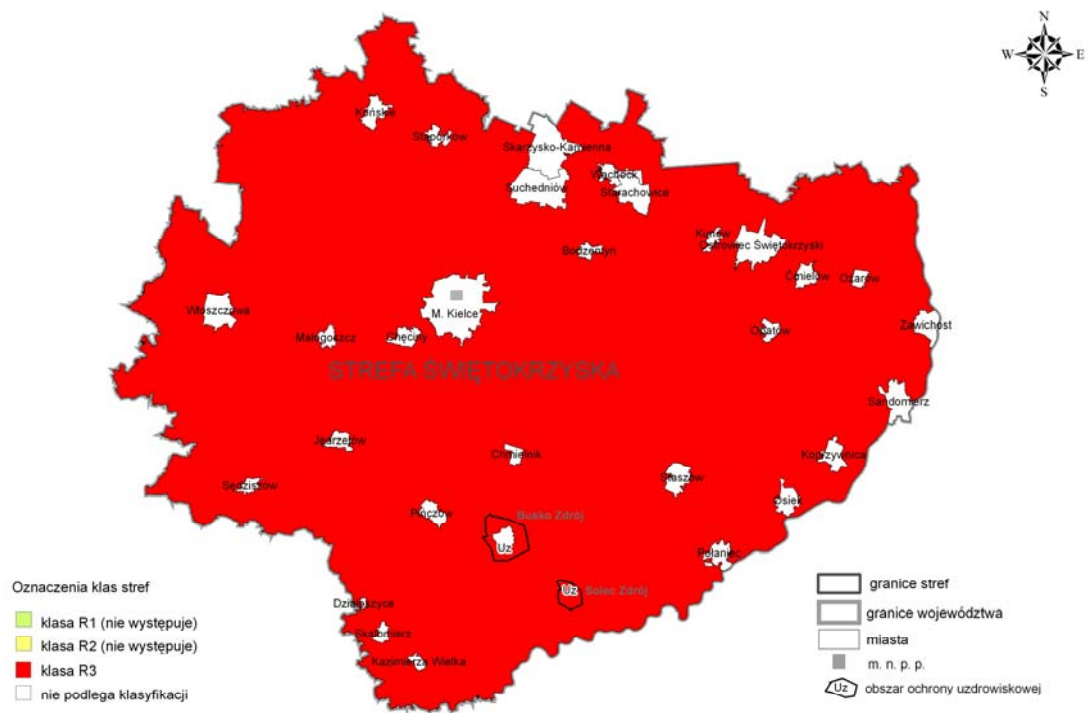 N
W
E
S
Końskie
Stąporków
Skarżysko-Kamienna
Suchedniów
Wąchock
Starachowice
Kunów
Ostrowiec Świętokrzyski
Bodzentyn
Ćmielów
Ożarów
Włoszczowa
M. Kielce
Małogoszcz
Chęciny
Opatów
Zawichost
STREFA ŚWIĘTOKRZYSKA
Sandomierz
Jędrzejów
Chmielnik
Koprzywnica
Staszów
Sędziszów
Osiek
Pińczów
Busko Zdrój
Uz
Połaniec
Uz
Solec Zdrój
Działoszyce
Skalbmierz
Kazimierza Wielka
Oznaczenia klas stref
klasa R1 (nie występuje)
klasa R2 (nie występuje)
klasa R3
nie podlega klasyfikacji
granice stref
granice województwa
miasta
m. n. p. p.
Uz
obszar ochrony uzdrowiskowej